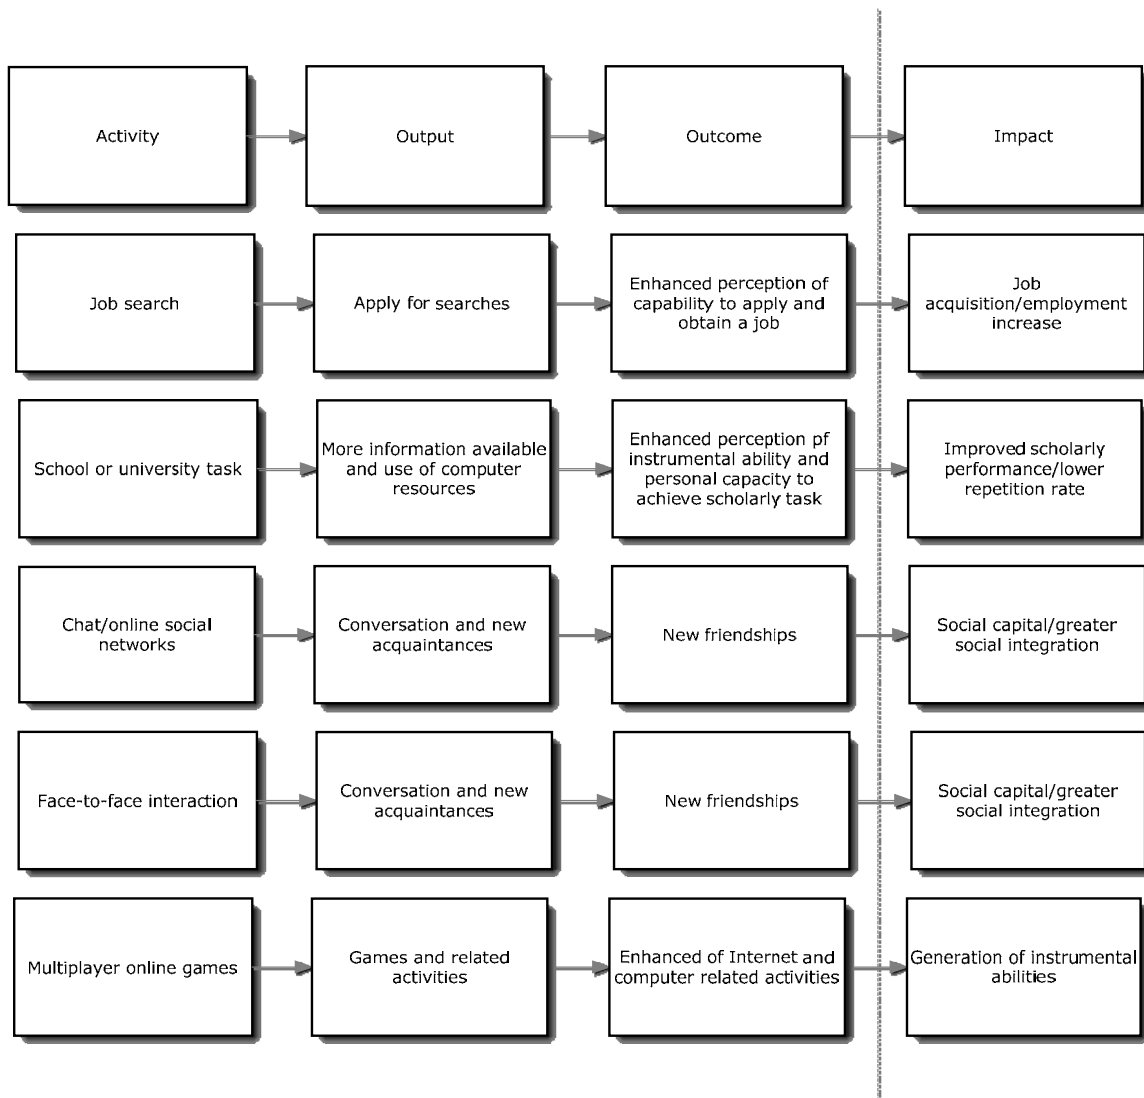 Activity
Output
Outcome
Impact
Job search
Apply for searches
Enhanced perception of
capability to apply and
obtain a job
Job
acquisition/employment
increase
School or university task
More information available
and use of computer
resources
Enhanced perception pf
instrumental ability and
personal capacity to
achieve scholarly task
Improved scholarly
performance/lower
repetition rate
Chat/online social
networks
Conversation and new
acquaintances
New friendships
Social capital/greater
social integration
Face-to-face interaction
Conversation and new
acquaintances
New friendships
Social capital/greater
social integration
Multiplayer online games
Games and related
activities
Enhanced of Internet and
computer related activities
Generation of instrumental
abilities